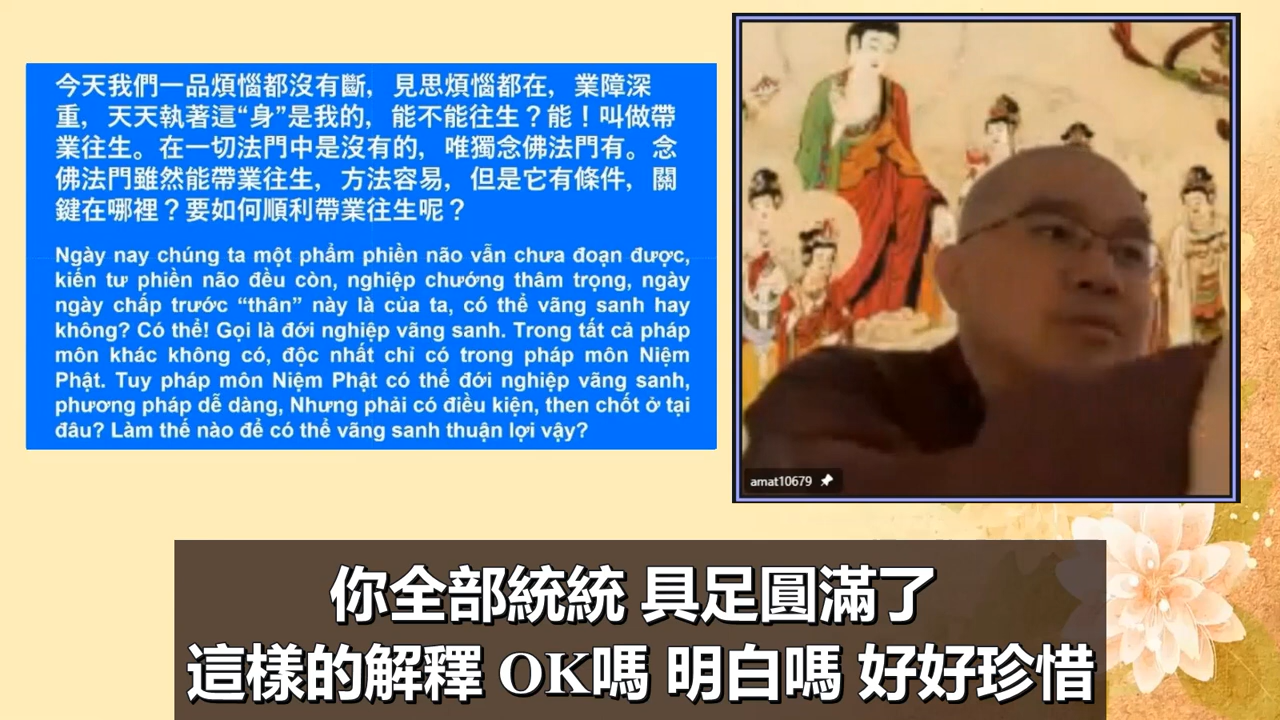 今天我們一品煩惱都沒有斷，見思煩惱都在，業障深
重，天天執著這“身”是我的，能不能往生？能！叫做帶
業往生。在一切法門中是沒有的，唯獨念佛法門有。念
佛法門雖然能帶業往生，方法容易，但是它有條件，關
鍵在哪裡？要如何順利帶業往生呢？
Ngày nay chúng ta một phẩm phiền não vẫn chưa đoạn được,
kiến tư phiền não đều còn, nghiệp chướng thâm trọng, ngày
ngày chấp trước “thân” này là của ta, có thể vãng sanh hay
không? Có thể! Gọi là đới nghiệp vãng sanh. Trong tất cả pháp
môn khác không có, độc nhất chỉ có trong pháp môn Niệm
Phật. Tuy pháp môn Niệm Phật có thể đới nghiệp vãng sanh,
phương pháp dễ dàng, Nhưng phải có điều kiện, then chốt ở tại
đâu? Làm thế nào để có thể vãng sanh thuận lợi vậy?
amat10679
你全部統統 具足圓滿了
這樣的解釋 OK嗎 明白嗎 好好珍惜